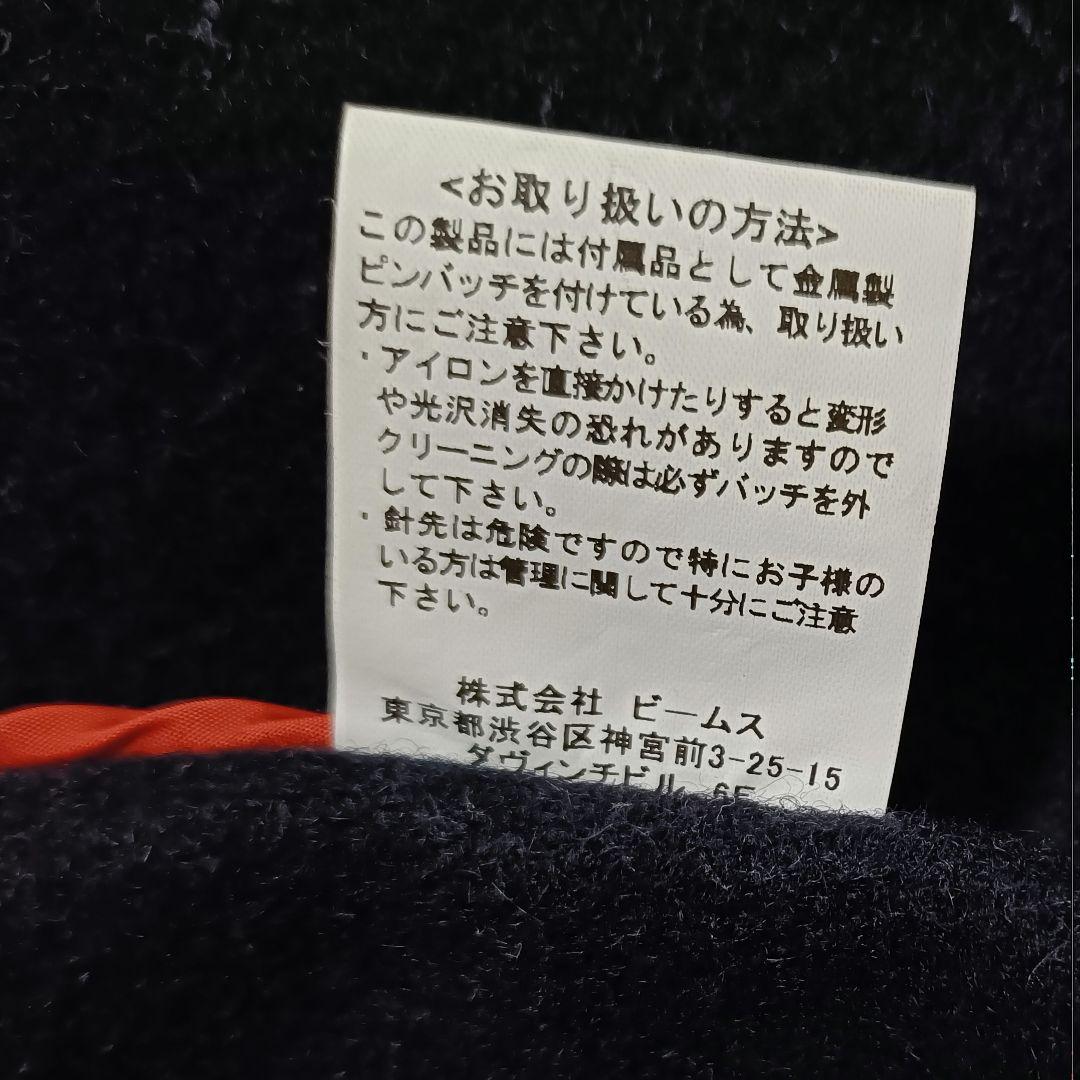 <お取り扱いの方法>
この製品には付属品として金属製
ピンバッチを付けている為、取り扱い
方にご注意下さい。
・アイロンを直接かけたりすると変形
や光沢消失の恐れがありますので
クリーニングの際は必ずバッチを外
して下さい。
・針先は危険ですので特にお子様の
いる方は管理に関して十分にご注意
下さい。
株式会社 ビームス
東京都渋谷区神宮前3-25-15
ダヴィンチビル 6F